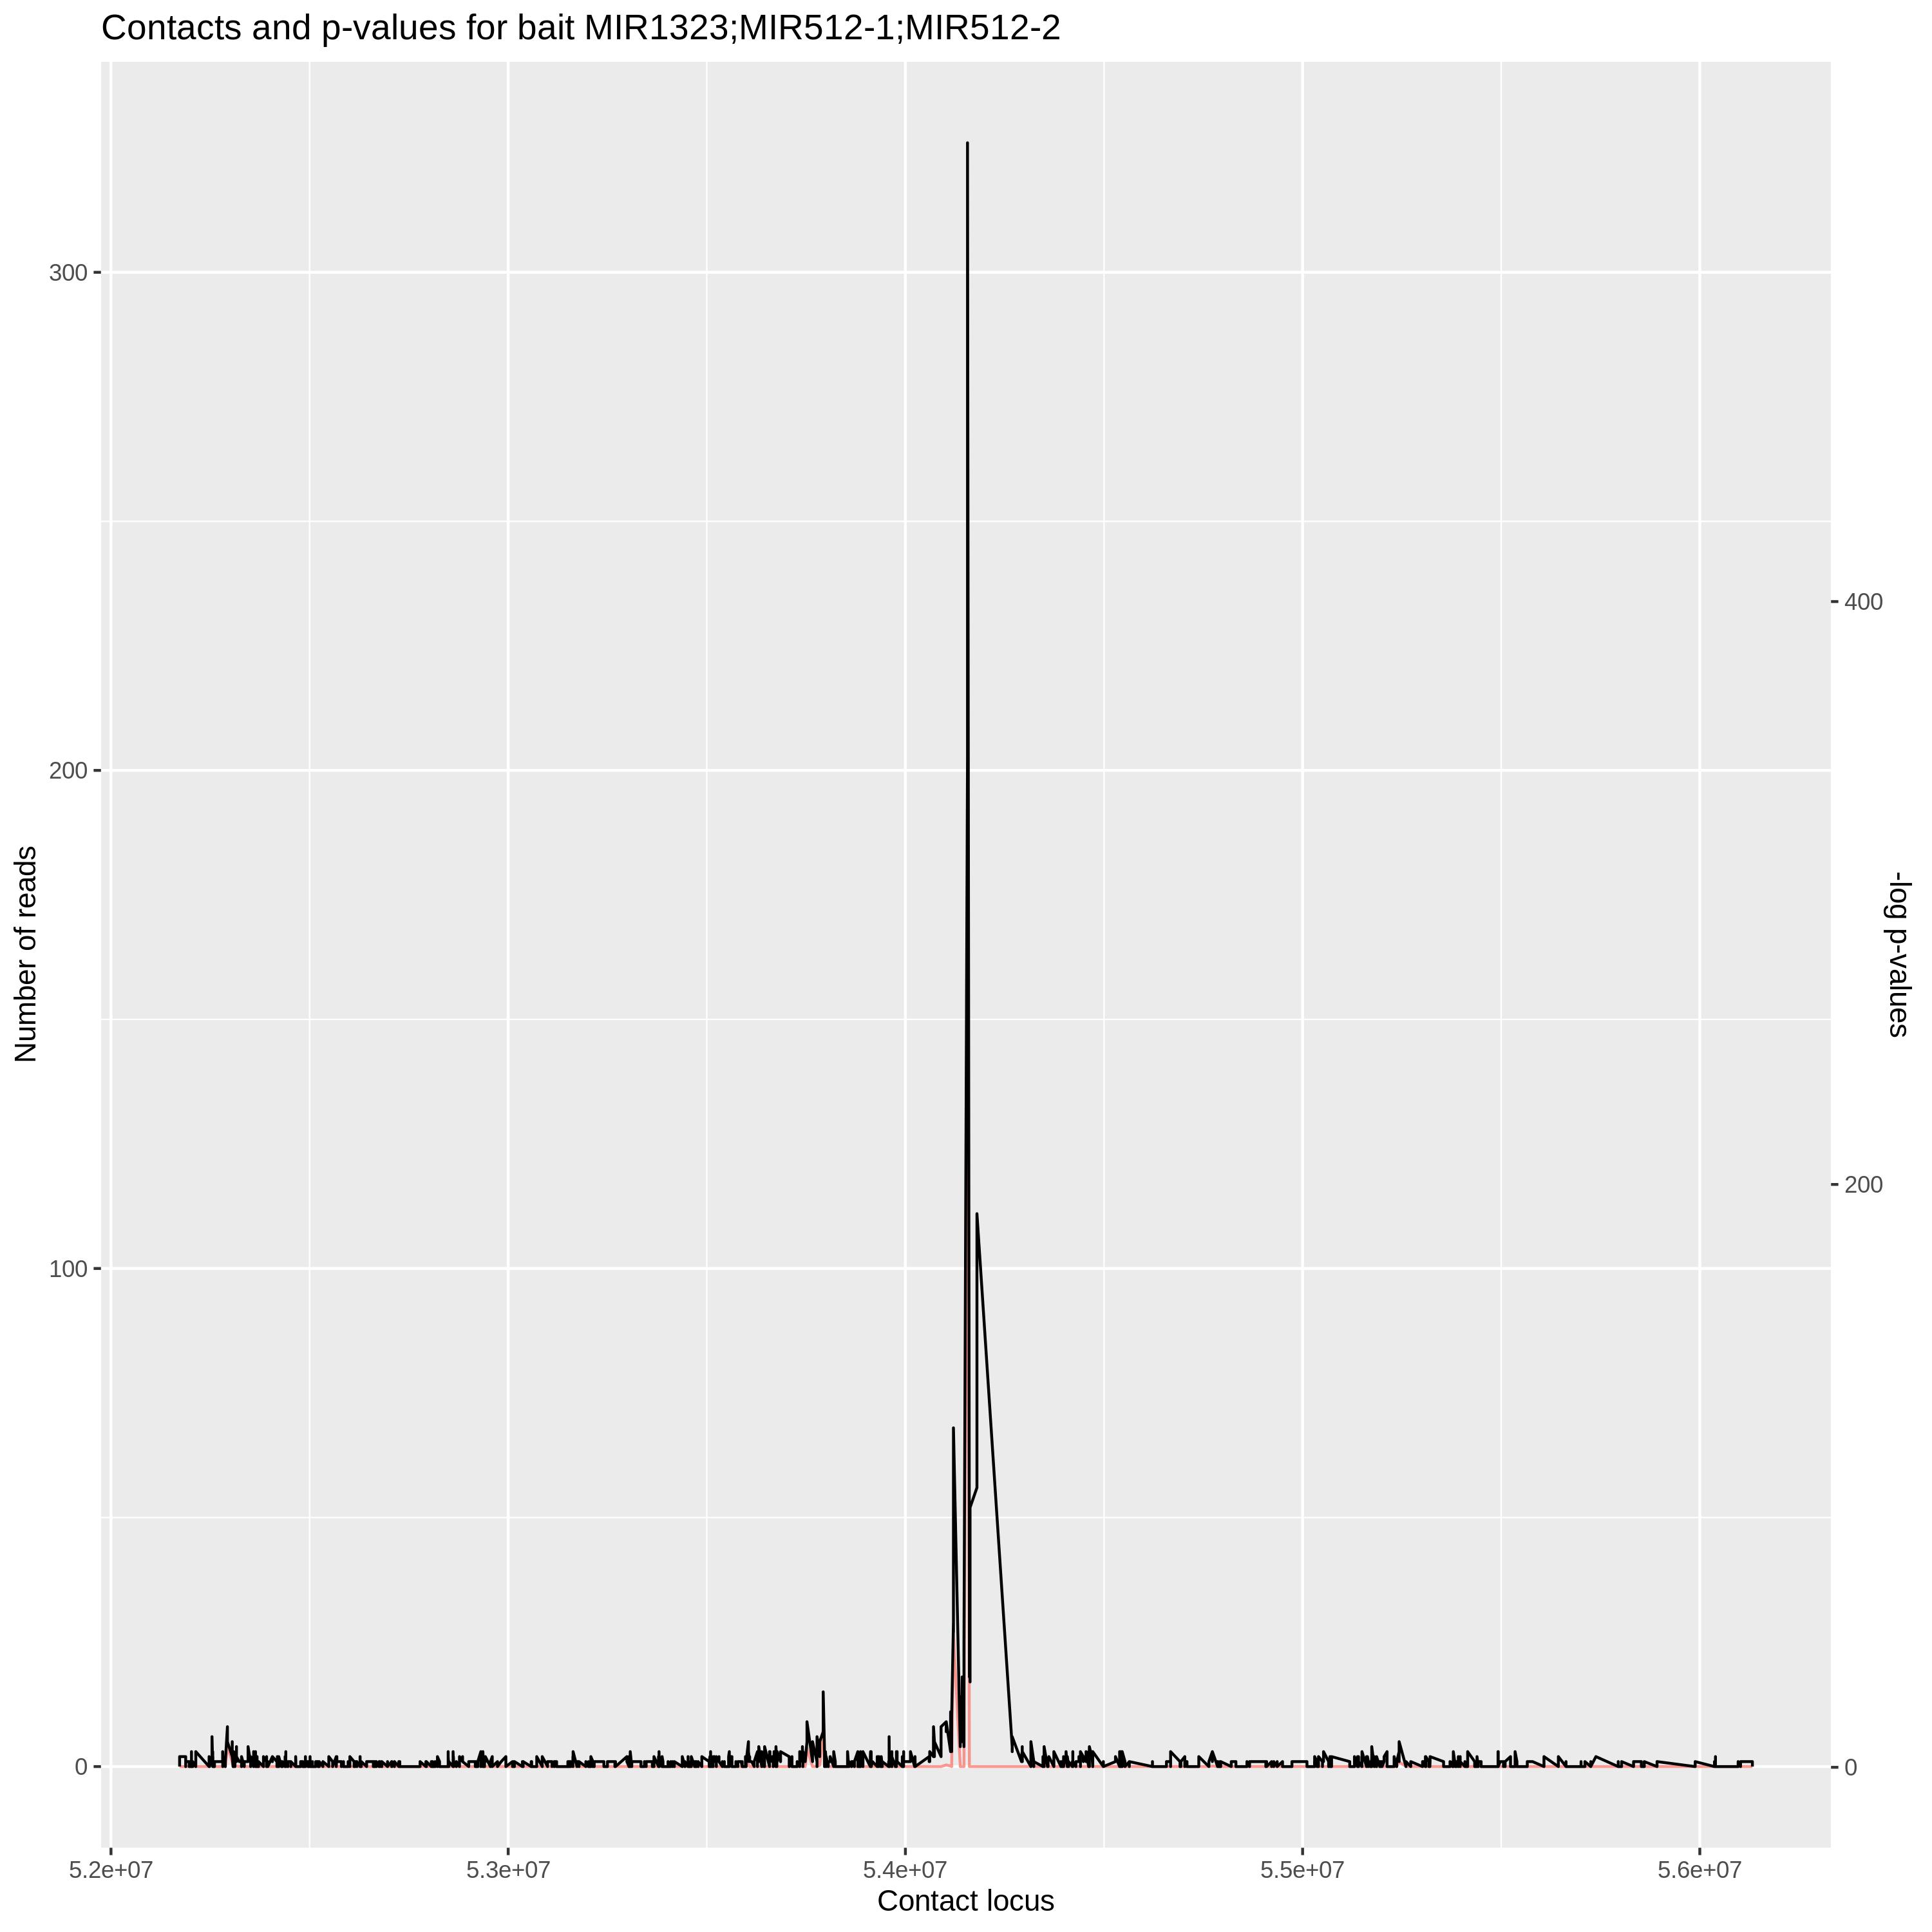 Contacts and p-values for bait MIR1323;MIR512-1;MIR512-2
300
200
100
0
Number of reads
400
200
0
-log p-values
5.2e+07 5.3e+07 5.4e+07 5.5e+07 5.6e+07
Contact locus